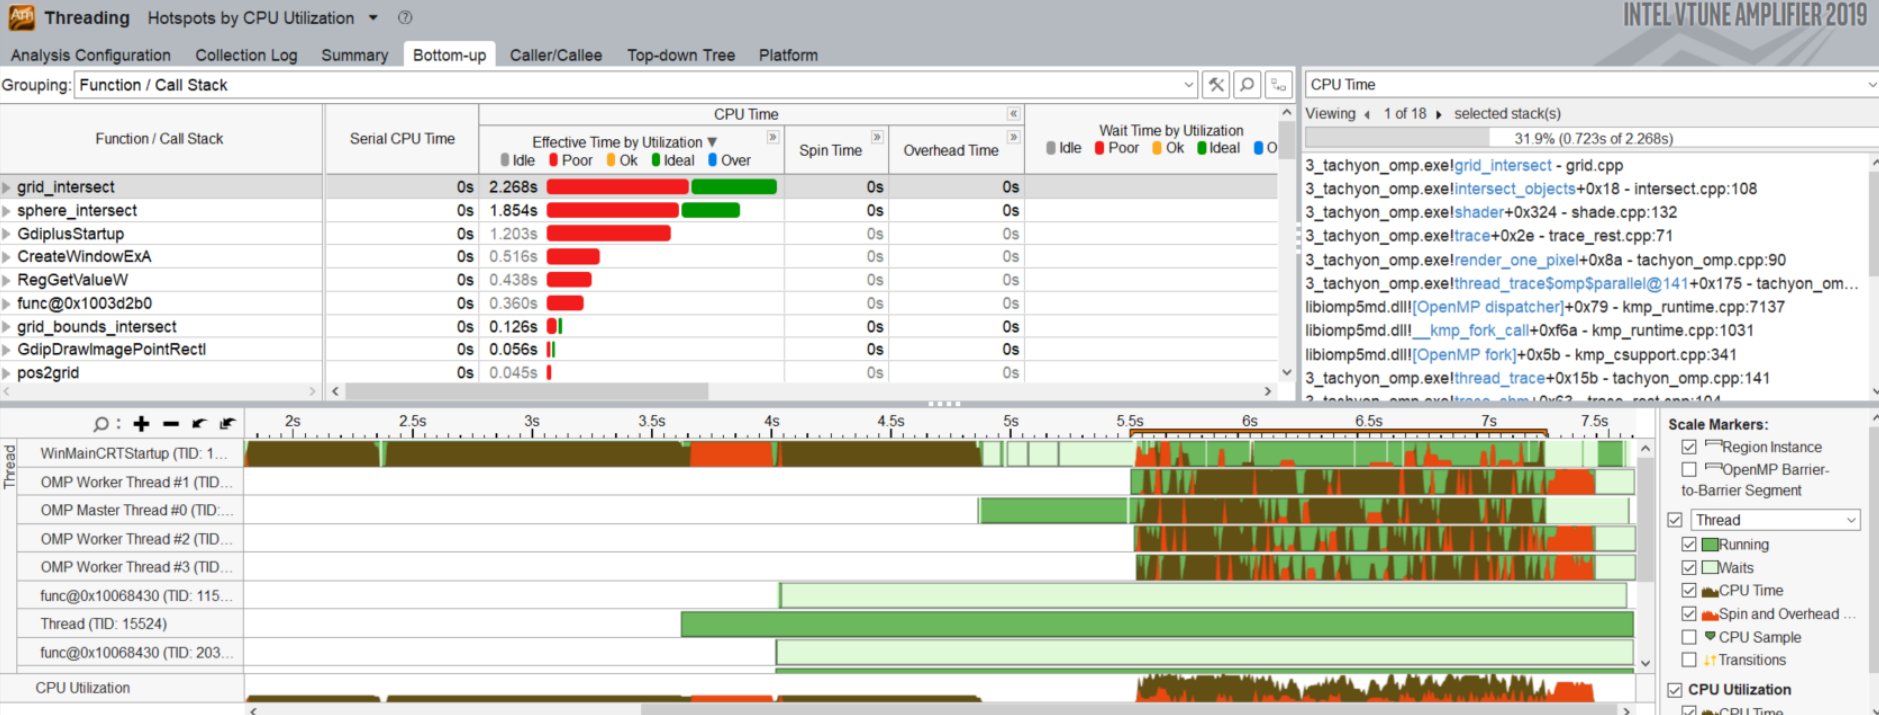 Am Threading Hotspots by CPU Utilization ?
INTEL VTUNE AMPLIFIER 2019
Analysis Configuration Collection Log Summary Bottom-up Caller/Callee Top-down Tree Platform
Grouping: Function / Call Stack
CPU Time
Function / Call Stack
Serial CPU Time
CPU Time
Effective Time by Utilization
Idle Poor Ok Ideal Over
Spin Time
Overhead Time
Wait Time by Utilization
Idle Poor Ok Ideal O
grid_intersect 0s 2.268s 0s 0s
sphere_intersect 0s 1.854s 0s 0s
GdiplusStartup 0s 1.203s 0s 0s
CreateWindowExA 0s 0.516s 0s 0s
RegGetValueW 0s 0.438s 0s 0s
func@0x1003d2b0 0s 0.360s 0s 0s
grid_bounds_intersect 0s 0.126s 0s 0s
GdipDrawImagePointRectI 0s 0.056s 0s 0s
pos2grid 0s 0.045s 0s 0s
Viewing 1 of 18 selected stack(s)
31.9% (0.723s of 2.268s)
3_tachyon_omp.exe!grid_intersect - grid.cpp
3_tachyon_omp.exe!intersect_objects+0x18 - intersect.cpp:108
3_tachyon_omp.exe!shader+0x324 - shade.cpp:132
3_tachyon_omp.exe!trace+0x2e - trace_rest.cpp:71
3_tachyon_omp.exe!render_one_pixel+0x8a - tachyon_omp.cpp:90
3_tachyon_omp.exe!thread_trace$omp$parallel@141+0x175 - tachyon_om...
libiomp5md.dll![OpenMP dispatcher]+0x79 - kmp_runtime.cpp:7137
libiomp5md.dll!__kmp_fork_call+0xf6a - kmp_runtime.cpp:1031
libiomp5md.dll![OpenMP fork]+0x5b - kmp_csupport.cpp:341
3_tachyon_omp.exe!thread_trace+0x15b - tachyon_omp.cpp:141
2s 2.5s 3s 3.5s 4s 4.5s 5s 5.5s 6s 6.5s 7s 7.5s
Thread
WinMainCRTStartup (TID: 1...
OMP Worker Thread #1 (TID...
OMP Master Thread #0 (TID:...
OMP Worker Thread #2 (TID...
OMP Worker Thread #3 (TID...
func@0x10068430 (TID: 115...
Thread (TID: 15524)
func@0x10068430 (TID: 203...
CPU Utilization
Scale Markers:
Region Instance
OpenMP Barrier-
to-Barrier Segment
Thread
Running
Waits
CPU Time
Spin and Overhead ...
CPU Sample
Transitions
CPU Utilization
CPU Time